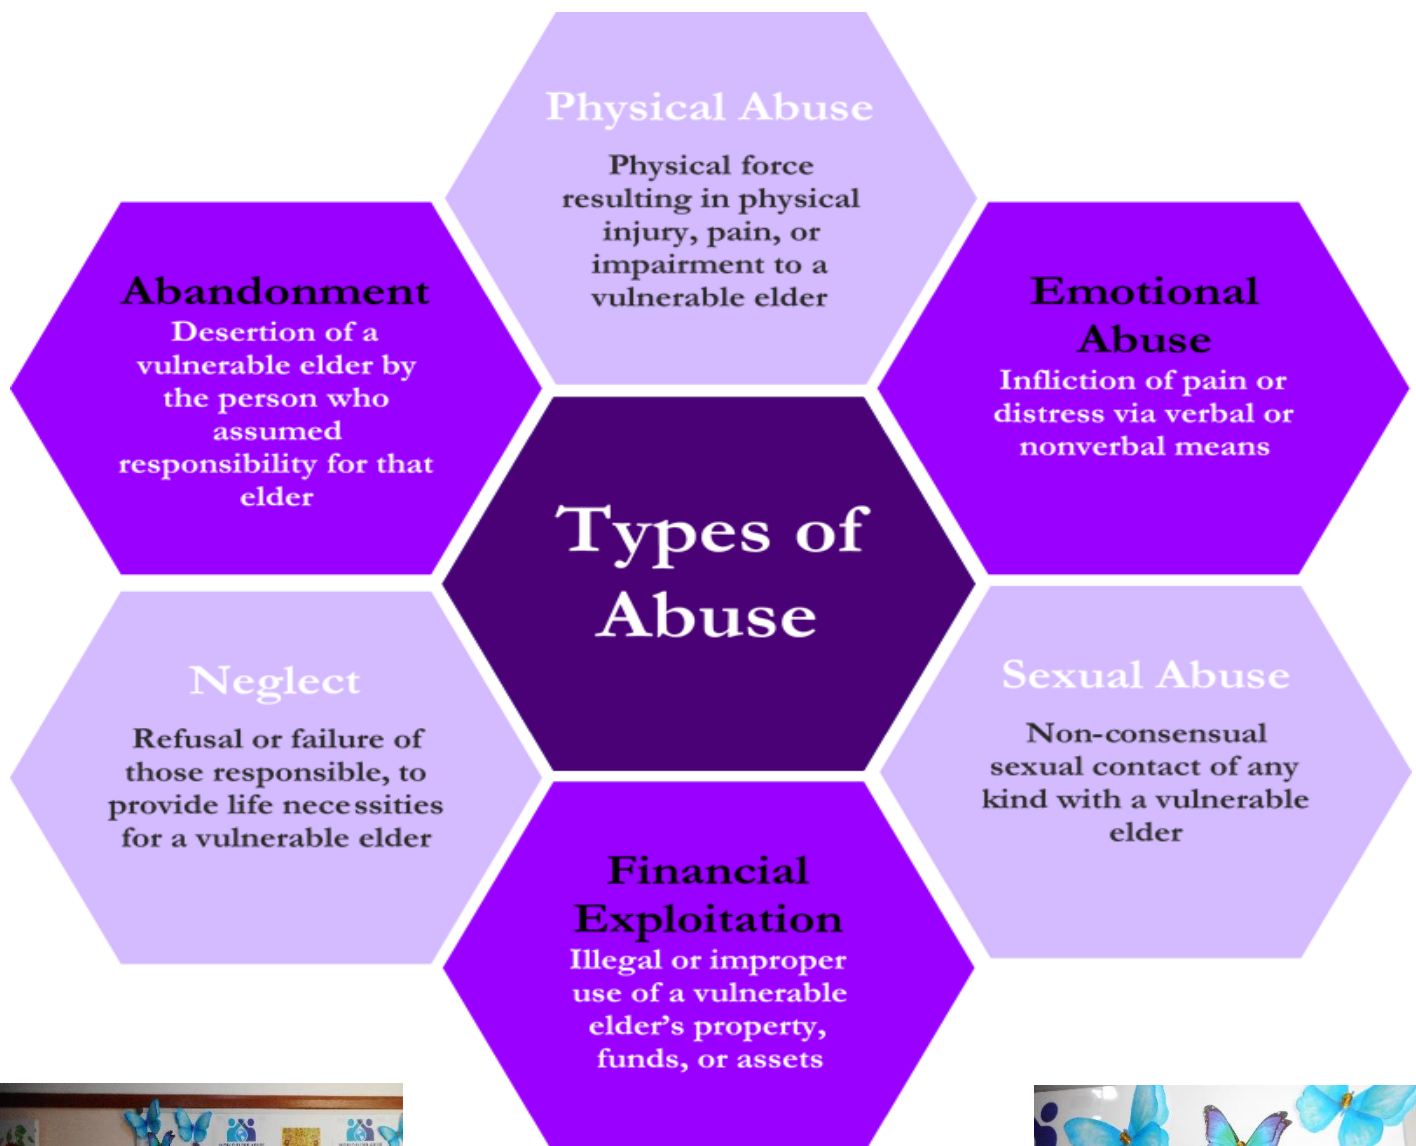 Physical Abuse
Physical force
resulting in physical
injury, pain, or
impairment to a
vulnerable elder
Abandonment
Desertion of a
vulnerable elder by
the person who
assumed
responsibility for that
elder
Emotional
Abuse
Infliction of pain or
distress via verbal or
nonverbal means
Types of
Abuse
Neglect
Refusal or failure of
those responsible, to
provide life necessities
for a vulnerable elder
Sexual Abuse
Non-consensual
sexual contact of any
kind with a vulnerable
elder
Financial
Exploitation
Illegal or improper
use of a vulnerable
elder’s property,
funds, or assets